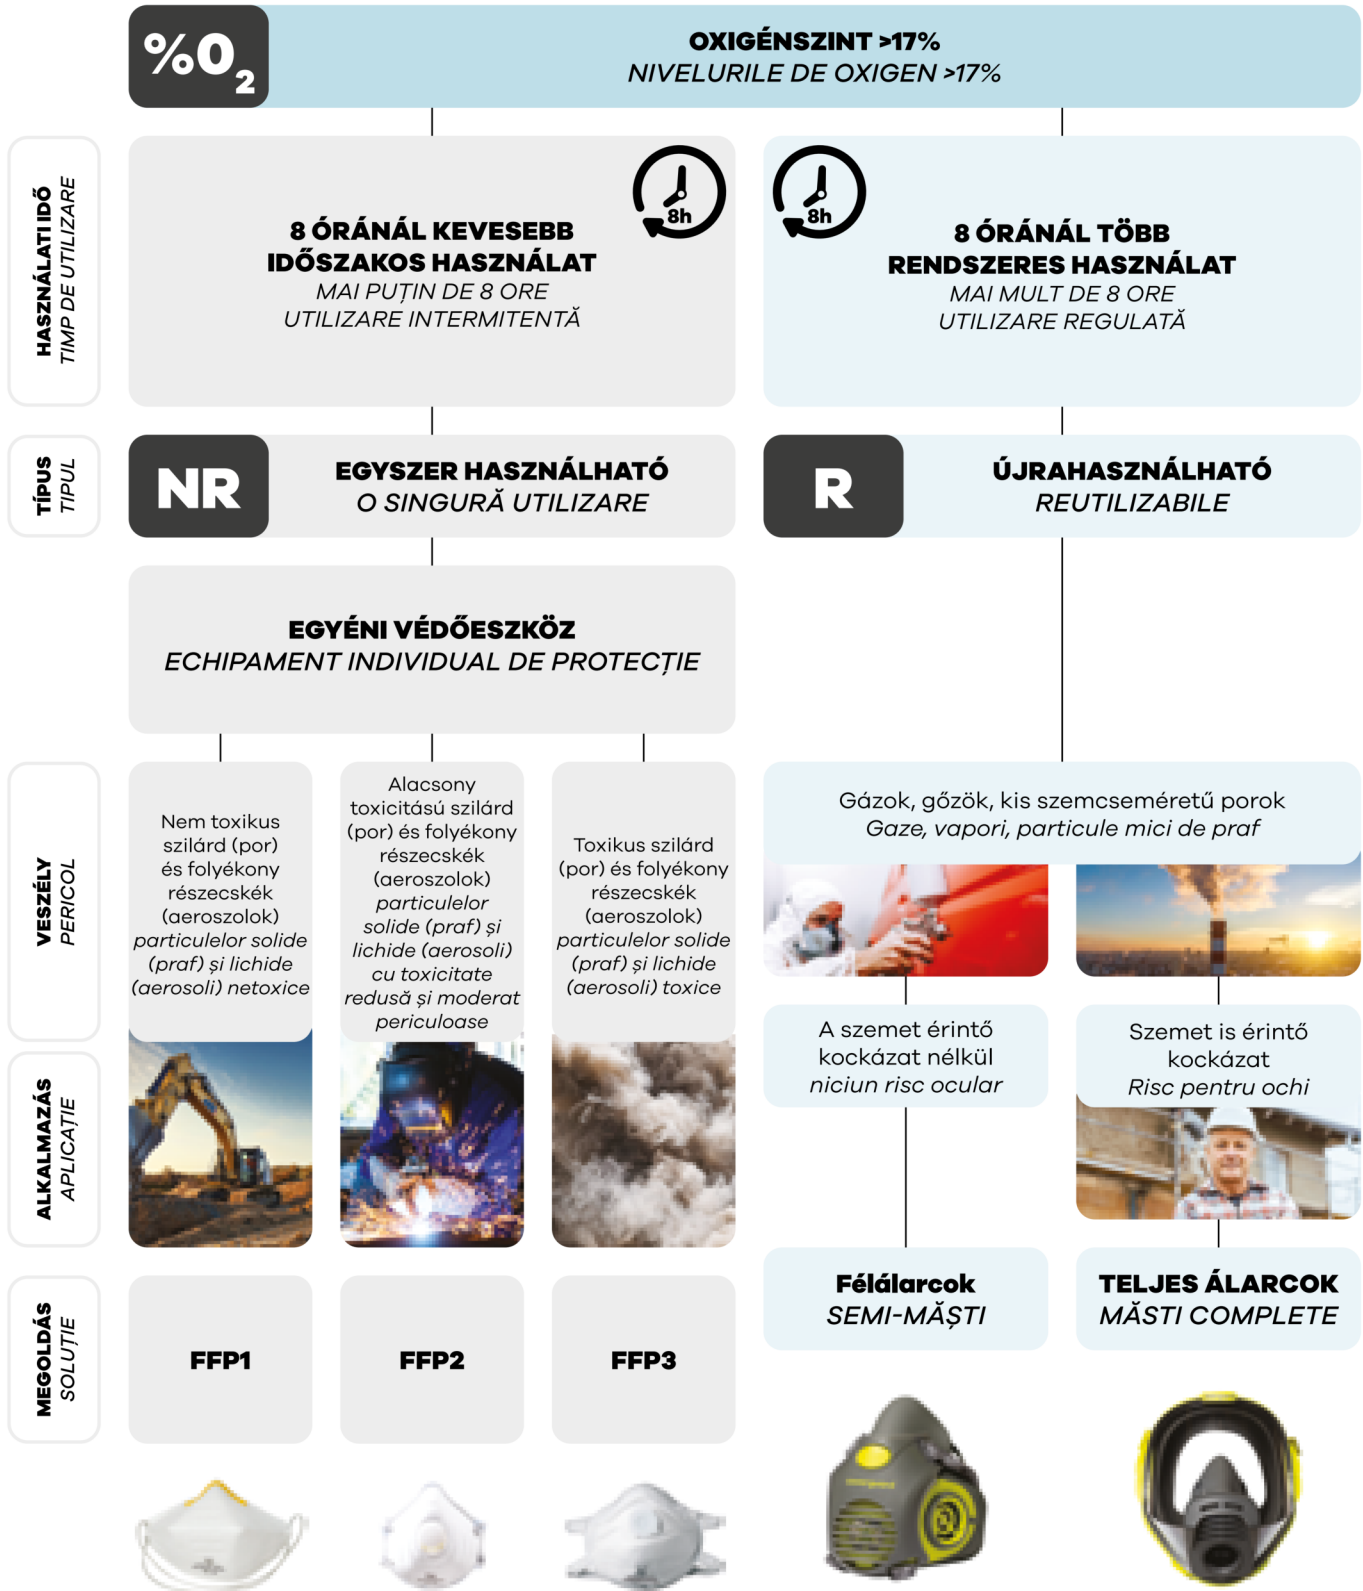 %O₂
OXIGÉNSZINT >17%
NIVELURILE DE OXIGEN >17%
HASZNÁLATI IDŐ
TIMP DE UTILIZARE
8h
8 ÓRÁNÁL KEVESEBB
IDŐSZAKOS HASZNÁLAT
MAI PUȚIN DE 8 ORE
UTILIZARE INTERMITENTĂ
8h
8 ÓRÁNÁL TÖBB
RENDSZERES HASZNÁLAT
MAI MULT DE 8 ORE
UTILIZARE REGULATĂ
TÍPUS
TIPUL
NR
EGYSZER HASZNÁLHATÓ
O SINGURĂ UTILIZARE
R
ÚJRAHASZNÁLHATÓ
REUTILIZABILE
EGYÉNI VÉDŐESZKÖZ
ECHIPAMENT INDIVIDUAL DE PROTECȚIE
VESZÉLY
PERICOL
Nem toxikus
szilárd (por)
és folyékony
részecskék
(aeroszolok)
particulelor solide
(praf) și lichide
(aerosoli) netoxice
Alacsony
toxicitású szilárd
(por) és folyékony
részecskék
(aeroszolok)
particulelor
solide (praf) și
lichide (aerosoli)
cu toxicitate
redusă și moderat
periculoase
Toxikus szilárd
(por) és folyékony
részecskék
(aeroszolok)
particulelor solide
(praf) și lichide
(aerosoli) toxice
Gázok, gőzök, kis szemcseméretű porok
Gaze, vapori, particule mici de praf
A szemet érintő
kockázat nélkül
niciun risc ocular
Szemet is érintő
kockázat
Risc pentru ochi
ALKALMAZÁS
APLICAȚIE
MEGOLDÁS
SOLUȚIE
FFP1
FFP2
FFP3
Félálarcok
SEMI-MĂȘTI
TELJES ÁLARCOK
MĂSTI COMPLETE